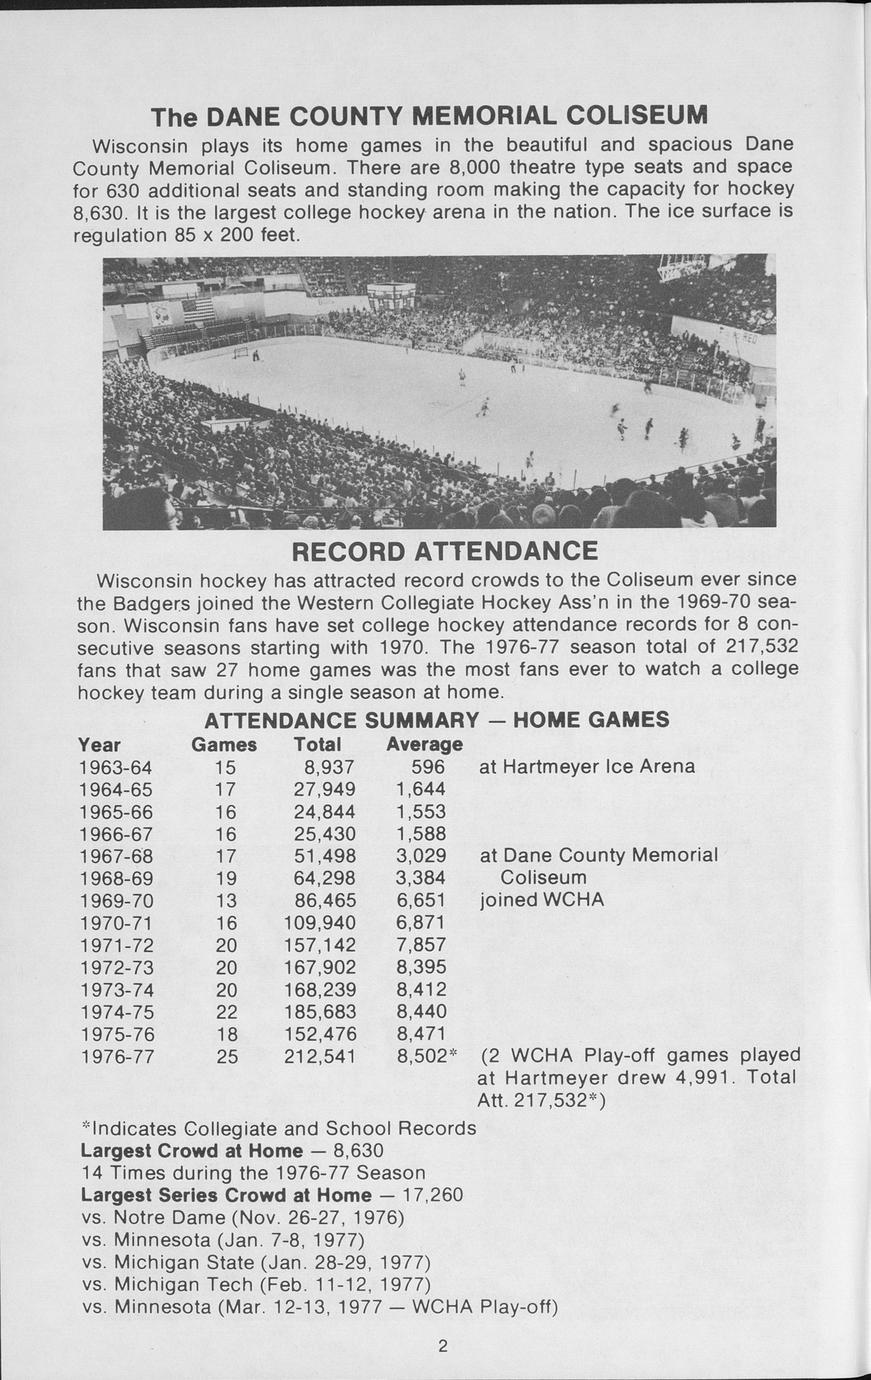 The DANE COUNTY MEMORIAL COLISEUM
Wisconsin plays its home games in the beautiful and spacious Dane
County Memorial Coliseum. There are 8,000 theatre type seats and space
for 630 additional seats and standing room making the capacity for hockey
8,630. It is the largest college hockey arena in the nation. The ice surface is
regulation 85 x 200 feet.
RECORD ATTENDANCE
Wisconsin hockey has attracted record crowds to the Coliseum ever since
the Badgers joined the Western Collegiate Hockey Ass'n in the 1969-70 sea-
son. Wisconsin fans have set college hockey attendance records for 8 con-
secutive seasons starting with 1970. The 1976-77 season total of 217,532
fans that saw 27 home games was the most fans ever to watch a college
hockey team during a single season at home.
ATTENDANCE SUMMARY — HOME GAMES
Year Games Total Average
1963-64 15 8,937 596 at Hartmeyer Ice Arena
1964-65 17 27,949 1,644
1965-66 16 24,844 1,553
1966-67 16 25,430 1,588
1967-68 17 51,498 3,029 at Dane County Memorial
1968-69 19 64,298 3,384 Coliseum
1969-70 13 86,465 6,651 joined WCHA
1970-71 16 109,940 6,871
1971-72 20 157,142 7,857
1972-73 20 167,902 8,395
1973-74 20 168,239 8,412
1974-75 22 185,683 8,440
1975-76 18 152,476 8,471
1976-77 25 212,541 8,502* (2 WCHA Play-off games played
at Hartmeyer drew 4,991. Total
Att. 217,532*)
*Indicates Collegiate and School Records
Largest Crowd at Home — 8,630
14 Times during the 1976-77 Season
Largest Series Crowd at Home — 17,260
vs. Notre Dame (Nov. 26-27, 1976)
vs. Minnesota (Jan. 7-8, 1977)
vs. Michigan State (Jan. 28-29, 1977)
vs. Michigan Tech (Feb. 11-12, 1977)
vs. Minnesota (Mar. 12-13, 1977 — WCHA Play-off)
2